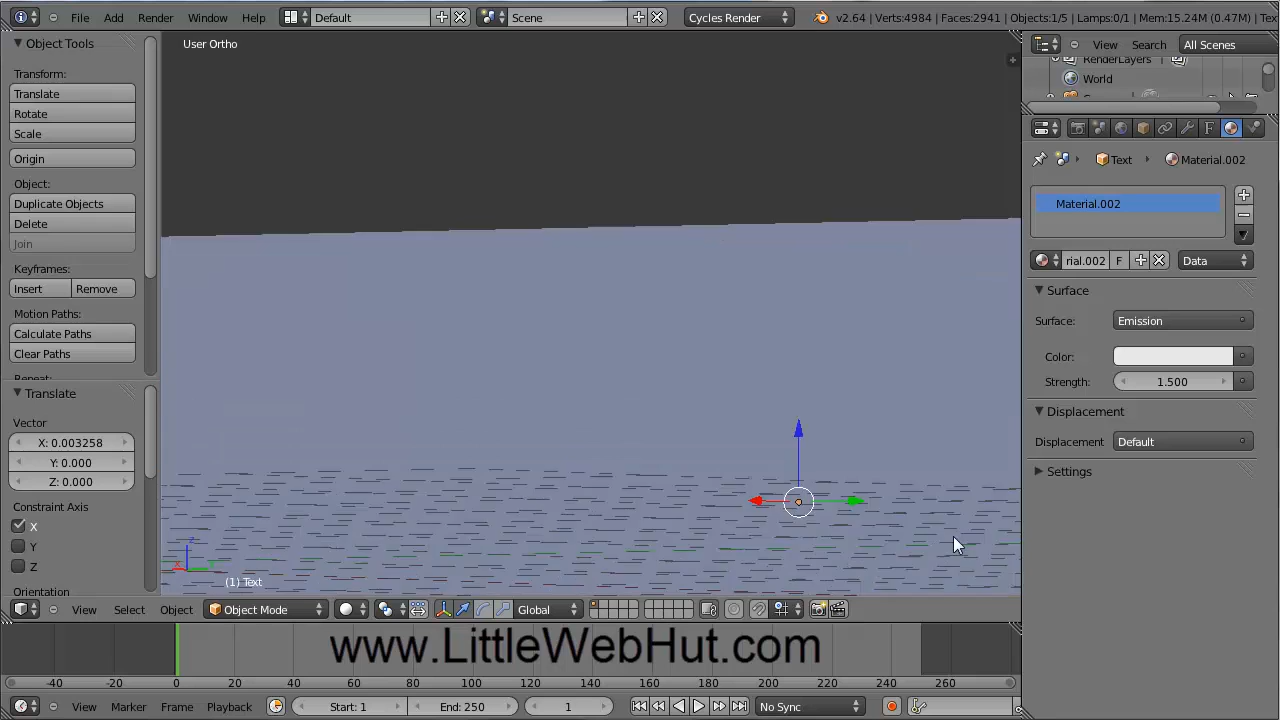 File Add Render Window Help Default Scene Cycles Render v2.64 | Verts:4984 | Faces:2941 | Objects:1/5 | Lamps:0/1 | Mem:15.24M (0.47M) | Tex
Object Tools
Transform:
Translate
Rotate
Scale
Origin
Object:
Duplicate Objects
Delete
Join
Keyframes:
Insert Remove
Motion Paths:
Calculate Paths
Clear Paths
Repeat:
Translate
Vector
X: 0.003258
Y: 0.000
Z: 0.000
Constraint Axis
X
Y
Z
Orientation
User Ortho
(1) Text
View Select Object Object Mode Global
View Search All Scenes
RenderLayers
World
Text Material.002
Material.002
rial.002 F Data
Surface
Surface: Emission
Color:
Strength: 1.500
Displacement
Displacement Default
Settings
www.LittleWebHut.com
-40 -20 0 20 40 60 80 100 120 140 160 180 200 220 240 260
View Marker Frame Playback Start: 1 End: 250 1 No Sync